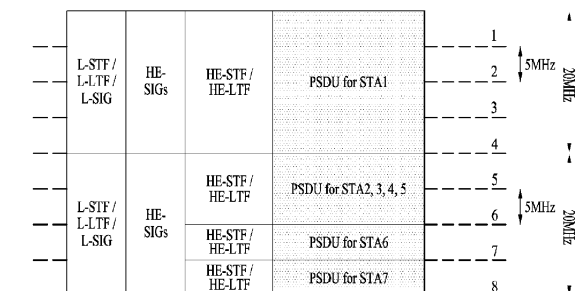 L-STF /
L-LTF /
L-SIG
HE-
SIGs
HE-STF /
HE-LTF
PSDU for STA1
1
2
3
4
5MHz
20MHz
L-STF /
L-LTF /
L-SIG
HE-
SIGs
HE-STF /
HE-LTF
PSDU for STA2, 3, 4, 5
HE-STF /
HE-LTF
PSDU for STA6
HE-STF /
HE-LTF
PSDU for STA7
5
6
7
8
5MHz
20MHz